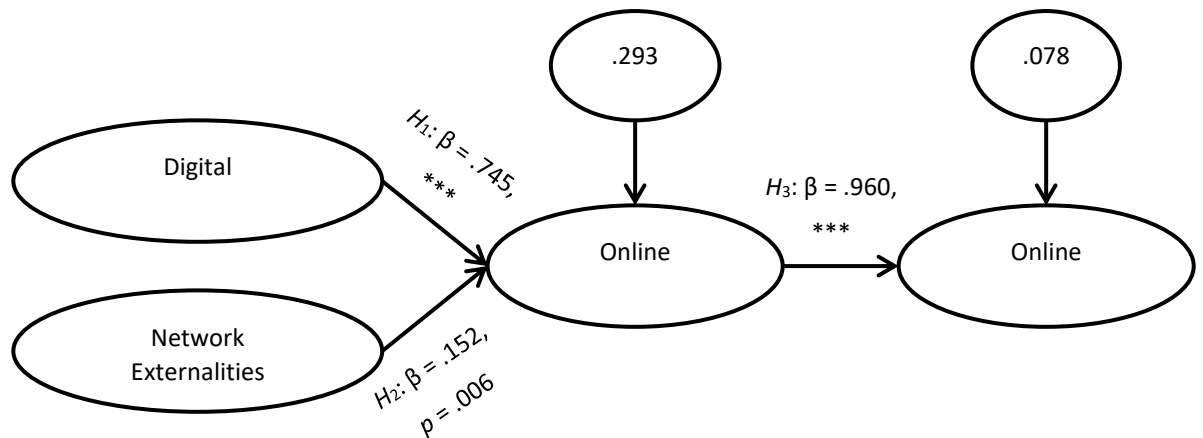 .293
.078
Digital
H₁: β = .745,
***
H₃: β = .960,
***
Online
Online
Network
Externalities
H₂: β = .152,
p = .006